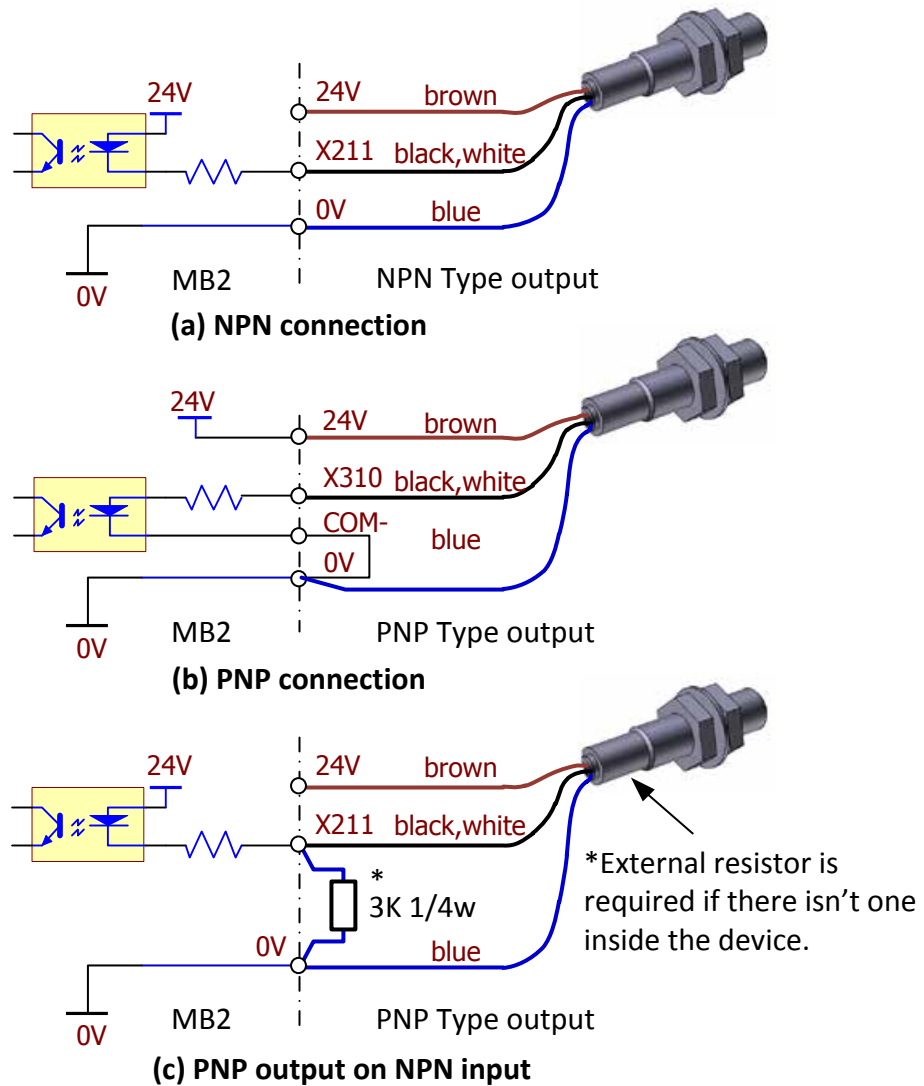 24V
24V brown
X211 black,white
0V blue
0V
MB2 NPN Type output
(a) NPN connection
24V
24V brown
X310 black,white
COM-
blue
0V
0V
MB2 PNP Type output
(b) PNP connection
24V
24V brown
X211 black,white
*
3K 1/4w
*External resistor is
required if there isn’t one
inside the device.
0V
blue
0V
MB2 PNP Type output
(c) PNP output on NPN input